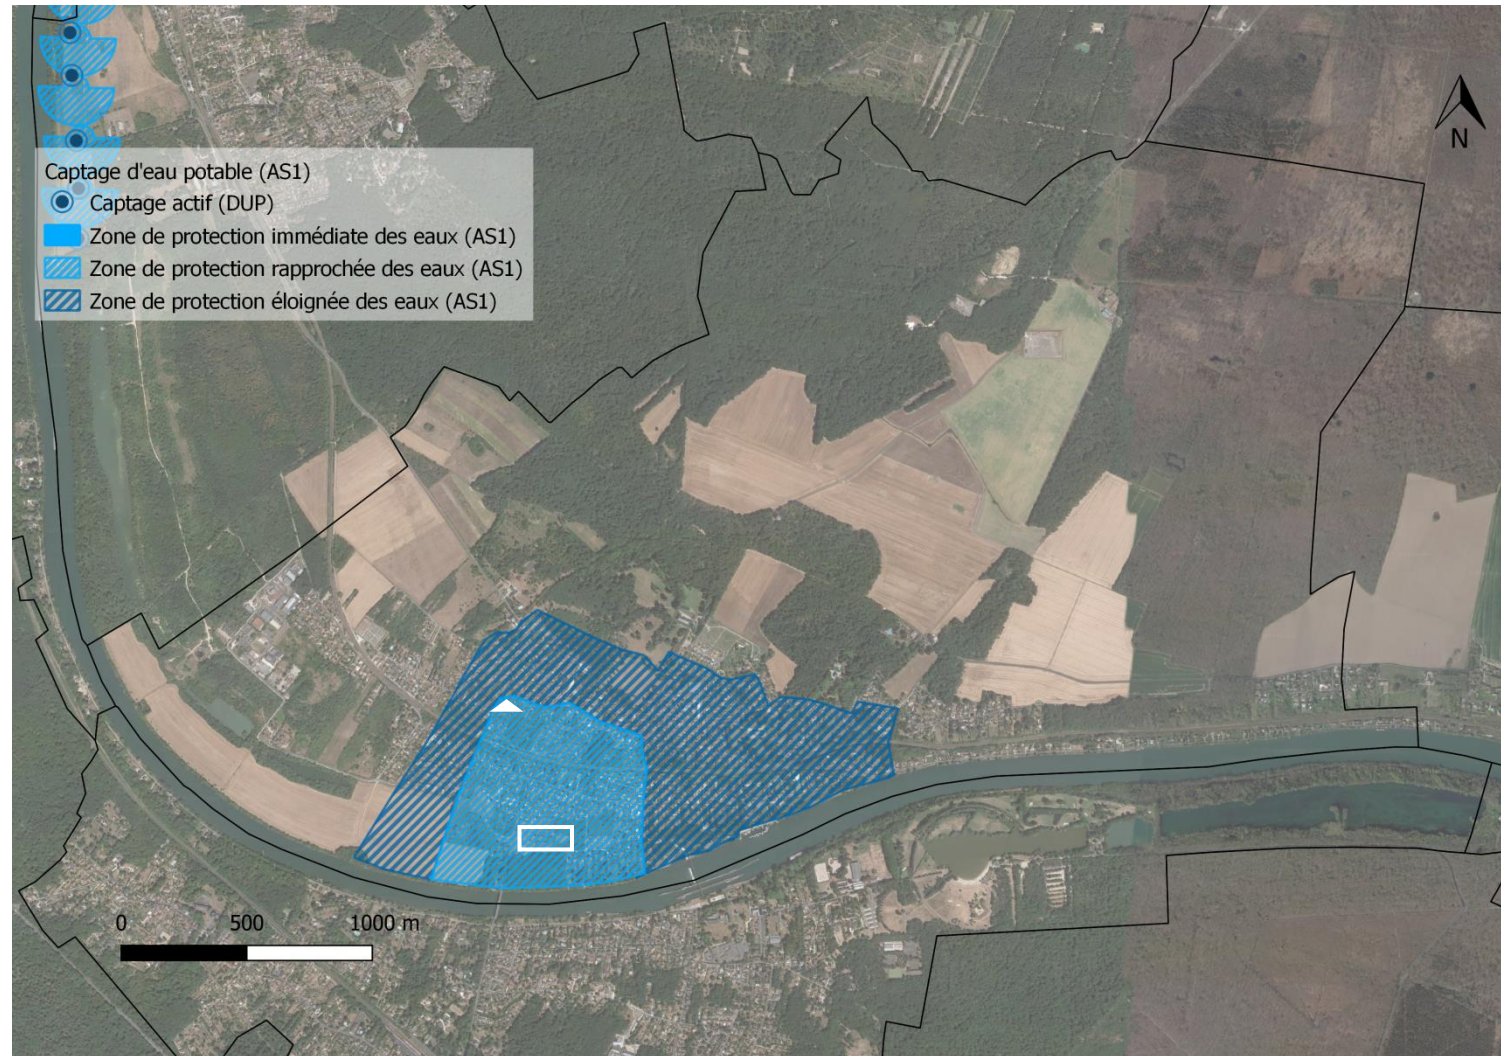 N
Captage d'eau potable (AS1)
Captage actif (DUP)
Zone de protection immédiate des eaux (AS1)
Zone de protection rapprochée des eaux (AS1)
Zone de protection éloignée des eaux (AS1)
0 500 1000 m